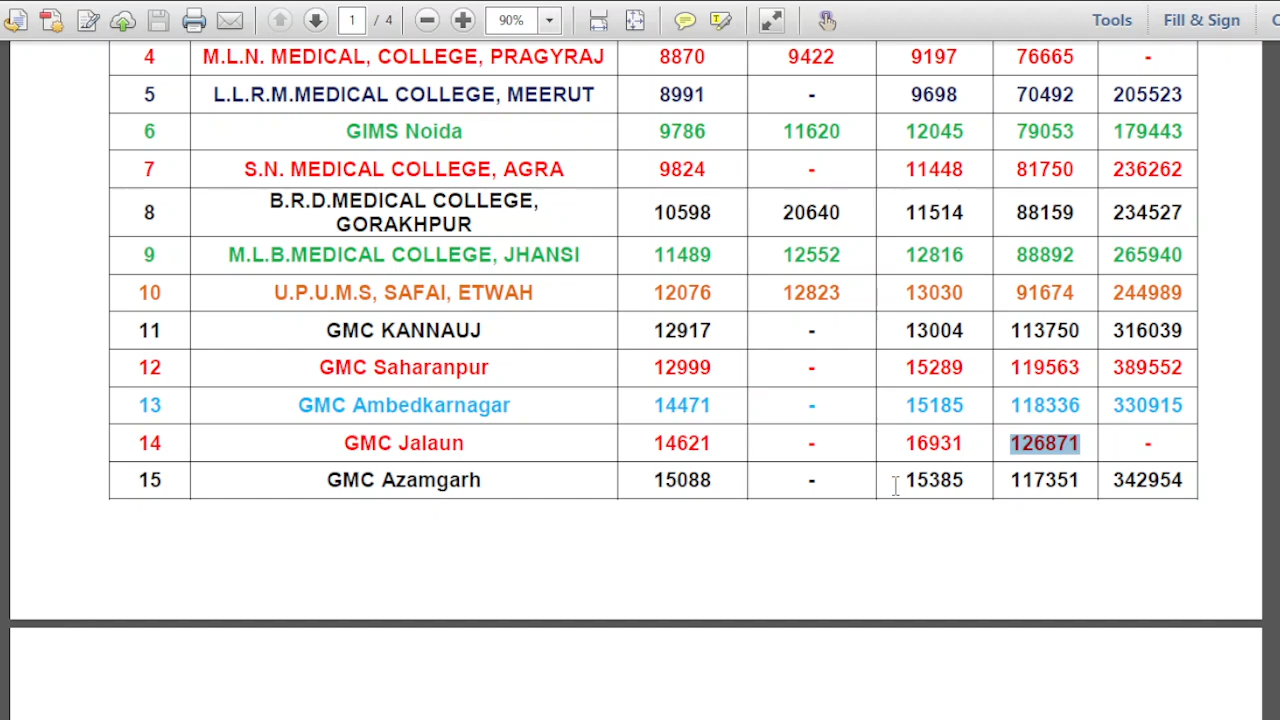 1 / 4 90% Tools Fill & Sign
4 M.L.N. MEDICAL, COLLEGE, PRAGYRAJ 8870 9422 9197 76665 -
5 L.L.R.M.MEDICAL COLLEGE, MEERUT 8991 - 9698 70492 205523
6 GIMS Noida 9786 11620 12045 79053 179443
7 S.N. MEDICAL COLLEGE, AGRA 9824 - 11448 81750 236262
8 B.R.D.MEDICAL COLLEGE, GORAKHPUR 10598 20640 11514 88159 234527
9 M.L.B.MEDICAL COLLEGE, JHANSI 11489 12552 12816 88892 265940
10 U.P.U.M.S, SAFAI, ETWAH 12076 12823 13030 91674 244989
11 GMC KANNAUJ 12917 - 13004 113750 316039
12 GMC Saharanpur 12999 - 15289 119563 389552
13 GMC Ambedkarnagar 14471 - 15185 118336 330915
14 GMC Jalaun 14621 - 16931 126871 -
15 GMC Azamgarh 15088 - 15385 117351 342954